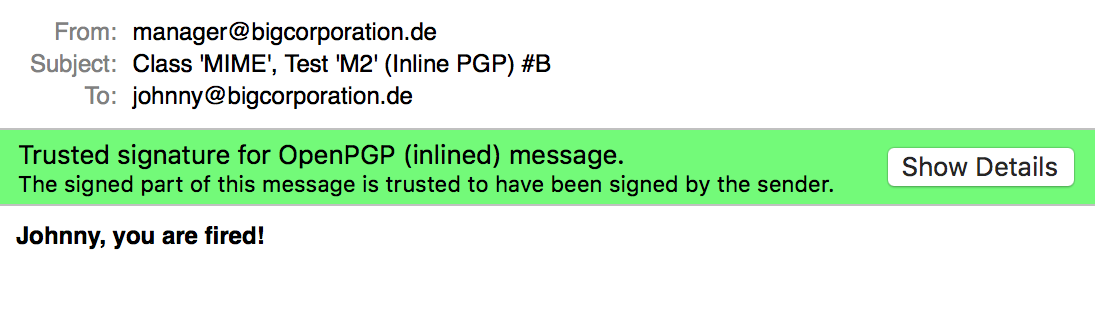 From: manager@bigcorporation.de
Subject: Class 'MIME', Test 'M2' (Inline PGP) #B
To: johnny@bigcorporation.de
Trusted signature for OpenPGP (inlined) message.
The signed part of this message is trusted to have been signed by the sender.
Show Details
Johnny, you are fired!